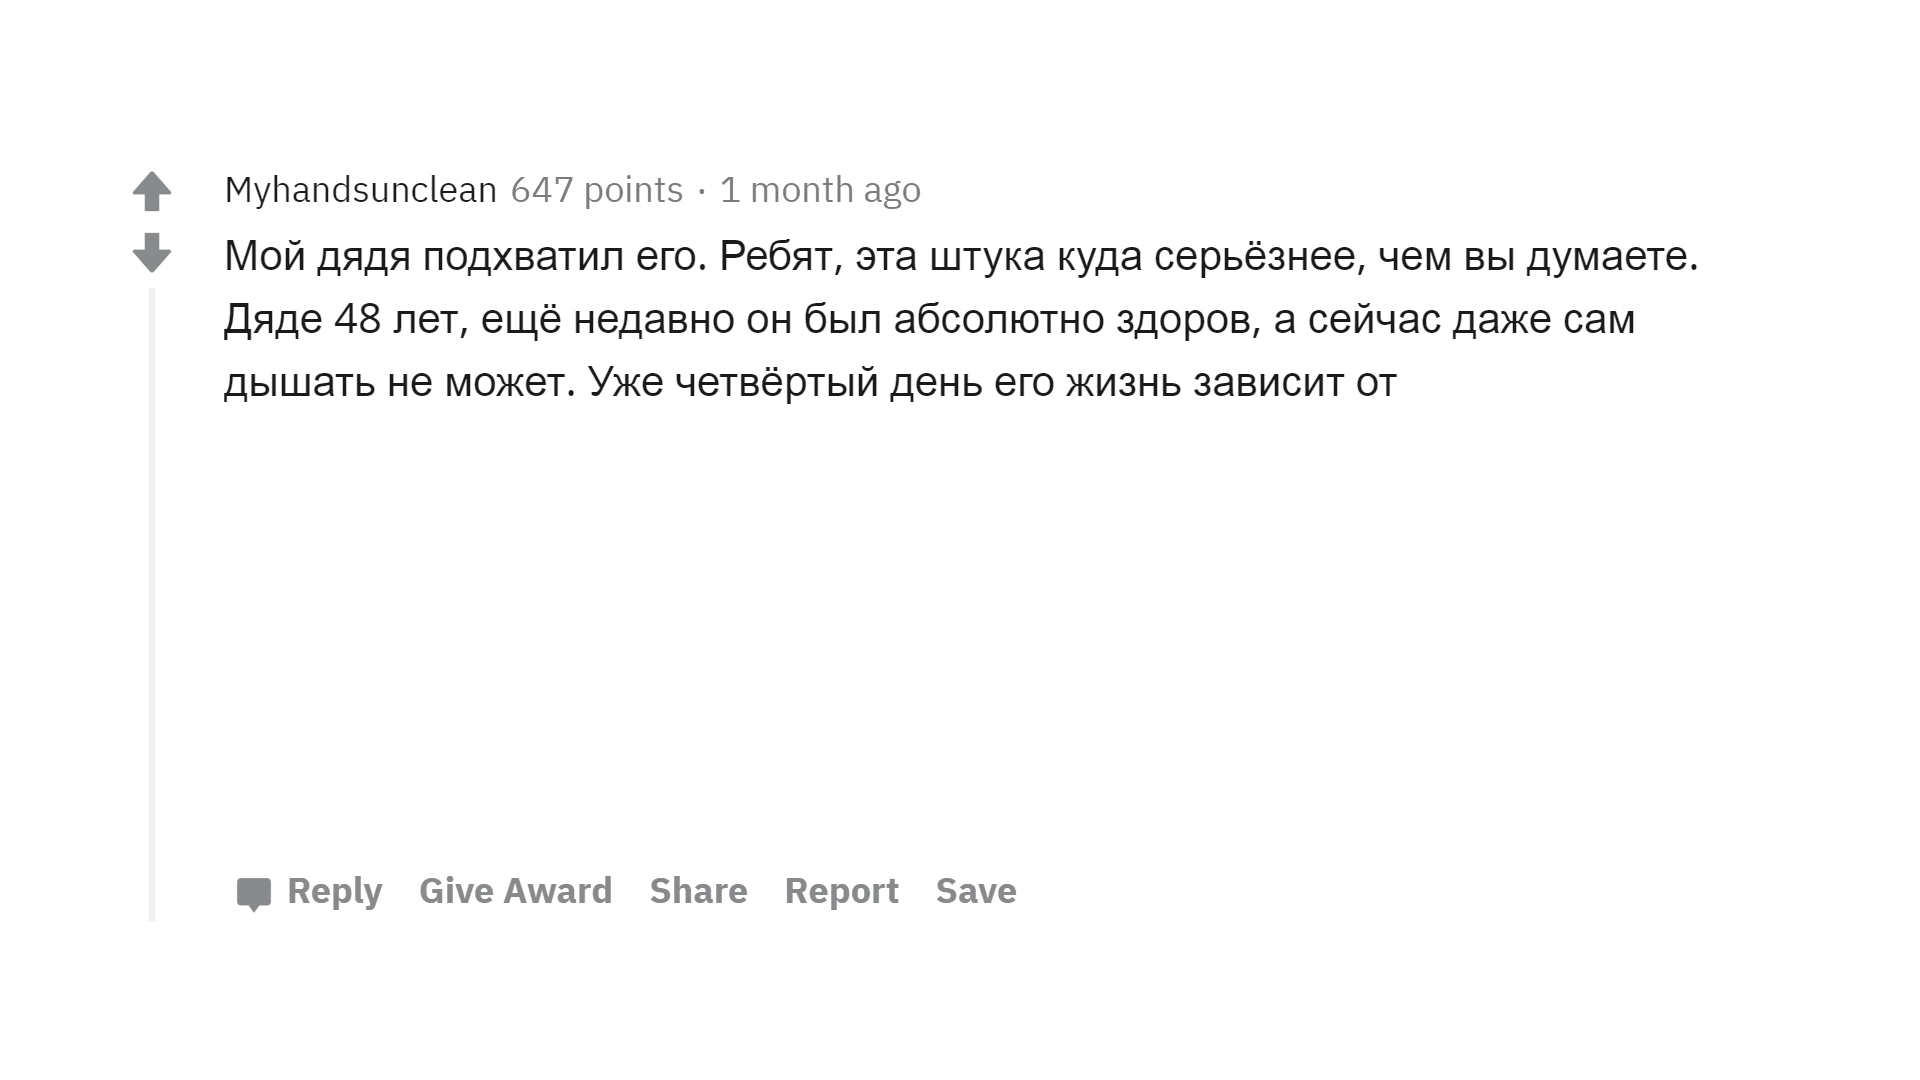 Myhandsunclean 647 points · 1 month ago
Мой дядя подхватил его. Ребят, эта штука куда серьёзнее, чем вы думаете.
Дяде 48 лет, ещё недавно он был абсолютно здоров, а сейчас даже сам
дышать не может. Уже четвёртый день его жизнь зависит от
Reply Give Award Share Report Save